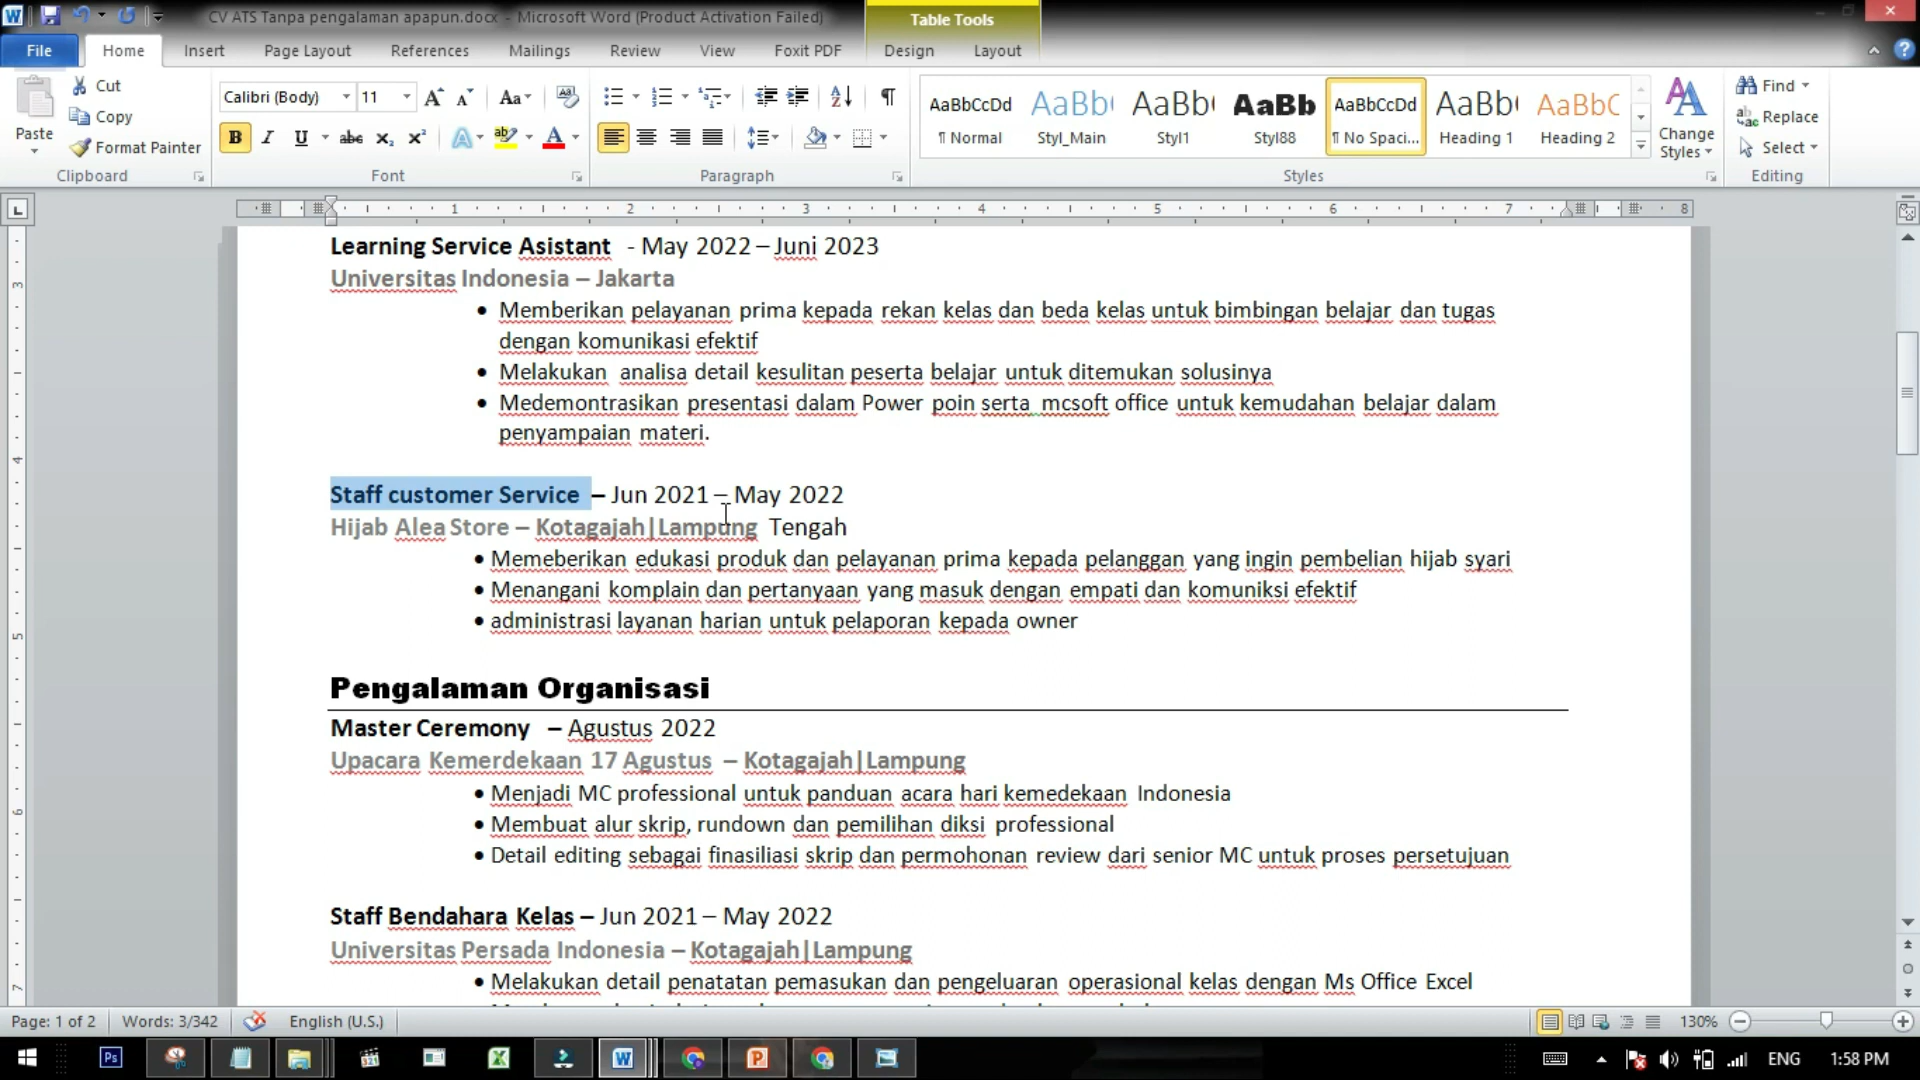 CV ATS Tanpa pengalaman apapun.docx - Microsoft Word (Product Activation Failed)
Table Tools
File Home Insert Page Layout References Mailings Review View Foxit PDF Design Layout
Cut
Copy
Format Painter
Paste
Clipboard
Calibri (Body) 11
Font
Paragraph
AaBbCcDd AaBb( AaBb( AaBb AaBbCcDd AaBb( AaBbC
¶ Normal Styl_Main Styl1 Styl88 ¶ No Spaci... Heading 1 Heading 2
Change Styles
Styles
Find
Replace
Select
Editing
1 2 3 4 5 6 7 8
Learning Service Asistant - May 2022 – Juni 2023
Universitas Indonesia – Jakarta
• Memberikan pelayanan prima kepada rekan kelas dan beda kelas untuk bimbingan belajar dan tugas
dengan komunikasi efektif
• Melakukan analisa detail kesulitan peserta belajar untuk ditemukan solusinya
• Medemontrasikan presentasi dalam Power poin serta mcsoft office untuk kemudahan belajar dalam
penyampaian materi.
Staff customer Service – Jun 2021 – May 2022
Hijab Alea Store – Kotagajah|Lampung Tengah
• Memeberikan edukasi produk dan pelayanan prima kepada pelanggan yang ingin pembelian hijab syari
• Menangani komplain dan pertanyaan yang masuk dengan empati dan komuniksi efektif
• administrasi layanan harian untuk pelaporan kepada owner
Pengalaman Organisasi
Master Ceremony – Agustus 2022
Upacara Kemerdekaan 17 Agustus – Kotagajah|Lampung
• Menjadi MC professional untuk panduan acara hari kemedekaan Indonesia
• Membuat alur skrip, rundown dan pemilihan diksi professional
• Detail editing sebagai finasiliasi skrip dan permohonan review dari senior MC untuk proses persetujuan
Staff Bendahara Kelas – Jun 2021 – May 2022
Universitas Persada Indonesia – Kotagajah|Lampung
• Melakukan detail penatatan pemasukan dan pengeluaran operasional kelas dengan Ms Office Excel
Page: 1 of 2 Words: 3/342 English (U.S.) 130%
ENG 1:58 PM